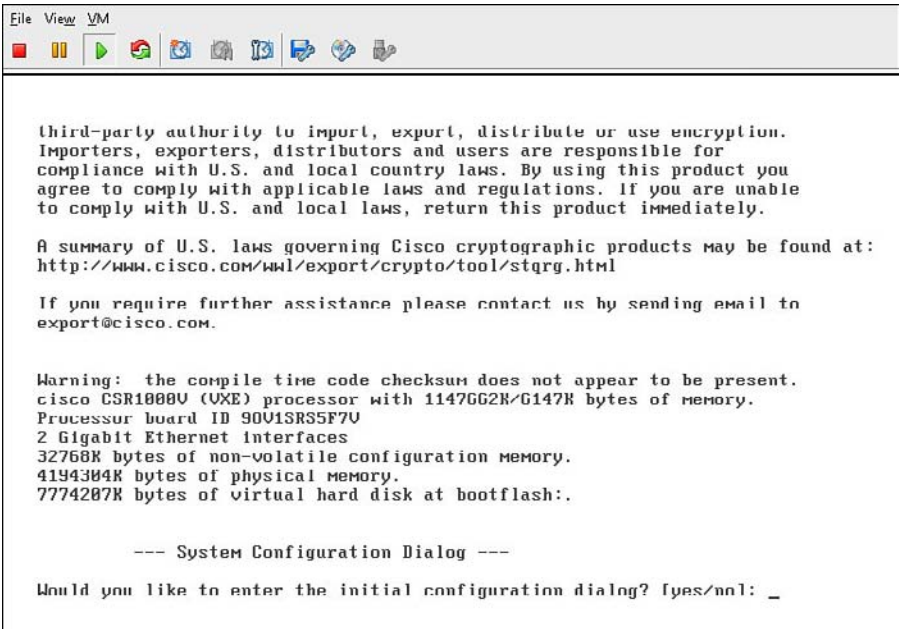 File View VM
third-party authority to import, export, distribute or use encryption.
Importers, exporters, distributors and users are responsible for
compliance with U.S. and local country laws. By using this product you
agree to comply with applicable laws and regulations. If you are unable
to comply with U.S. and local laws, return this product immediately.
A summary of U.S. laws governing Cisco cryptographic products may be found at:
http://www.cisco.com/wwl/export/crypto/tool/stqrg.html
If you require further assistance please contact us by sending email to
export@cisco.com.
Warning: the compile time code checksum does not appear to be present.
cisco CSR1000V (VXE) processor with bytes of memory.
Processor board ID
2 Gigabit Ethernet interfaces
32768K bytes of non-volatile configuration memory.
4194304K bytes of physical memory.
7774207K bytes of virtual hard disk at bootflash:.
--- System Configuration Dialog ---
Would you like to enter the initial configuration dialog? [yes/no]: _